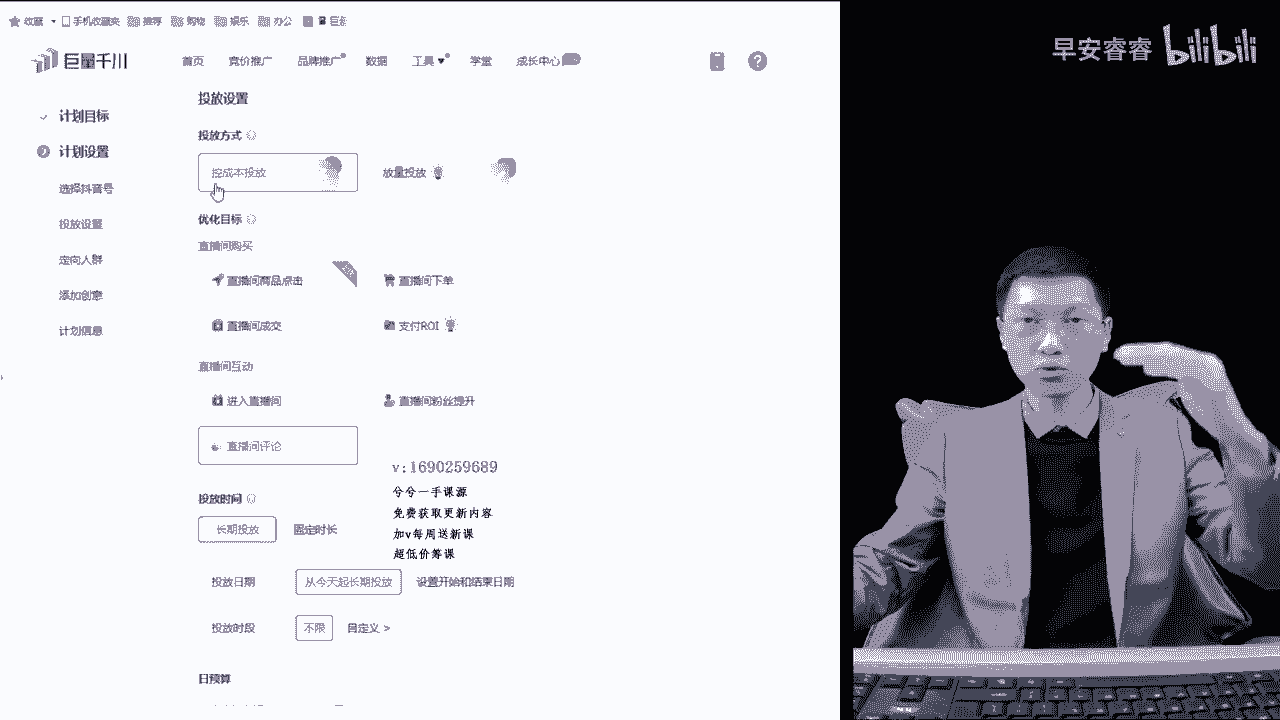 收藏 手机收藏夹 推荐 购物 娱乐 办公
早安睿睿 bilibili
巨量千川 首页 竞价推广 品牌推广 数据 工具 学堂 成长中心
投放设置
计划目标
投放方式
计划设置
控成本投放 放量投放
选择抖音号
优化目标
投放设置
直播间购买
定向人群
直播间商品点击 直播间下单
添加创意
直播间成交 支付ROI
计划信息
直播间互动
进入直播间 直播间粉丝提升
直播间评论
v:1690259689
兮兮一手课源
投放时间
免费获取更新内容
长期投放 固定时长
加v每周送新课
超低价筹课
投放日期 从今天起长期投放 设置开始和结束日期
投放时段 不限 自定义 >
日预算